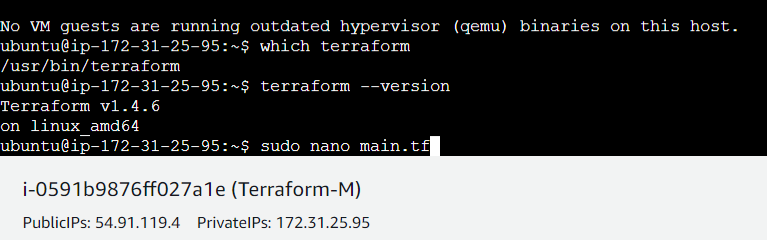 No VM guests are running outdated hypervisor (qemu) binaries on this host.
ubuntu@ip-172-31-25-95:~$ which terraform
/usr/bin/terraform
ubuntu@ip-172-31-25-95:~$ terraform --version
Terraform v1.4.6
on linux_amd64
ubuntu@ip-172-31-25-95:~$ sudo nano main.tf
i-0591b9876ff027a1e (Terraform-M)
PublicIPs: 54.91.119.4 PrivateIPs: 172.31.25.95